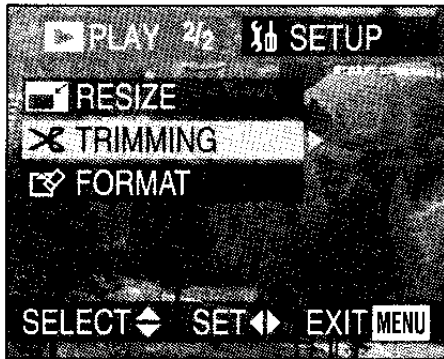 PLAY 2/2 SETUP
RESIZE
TRIMMING
FORMAT
SELECT SET EXIT MENU